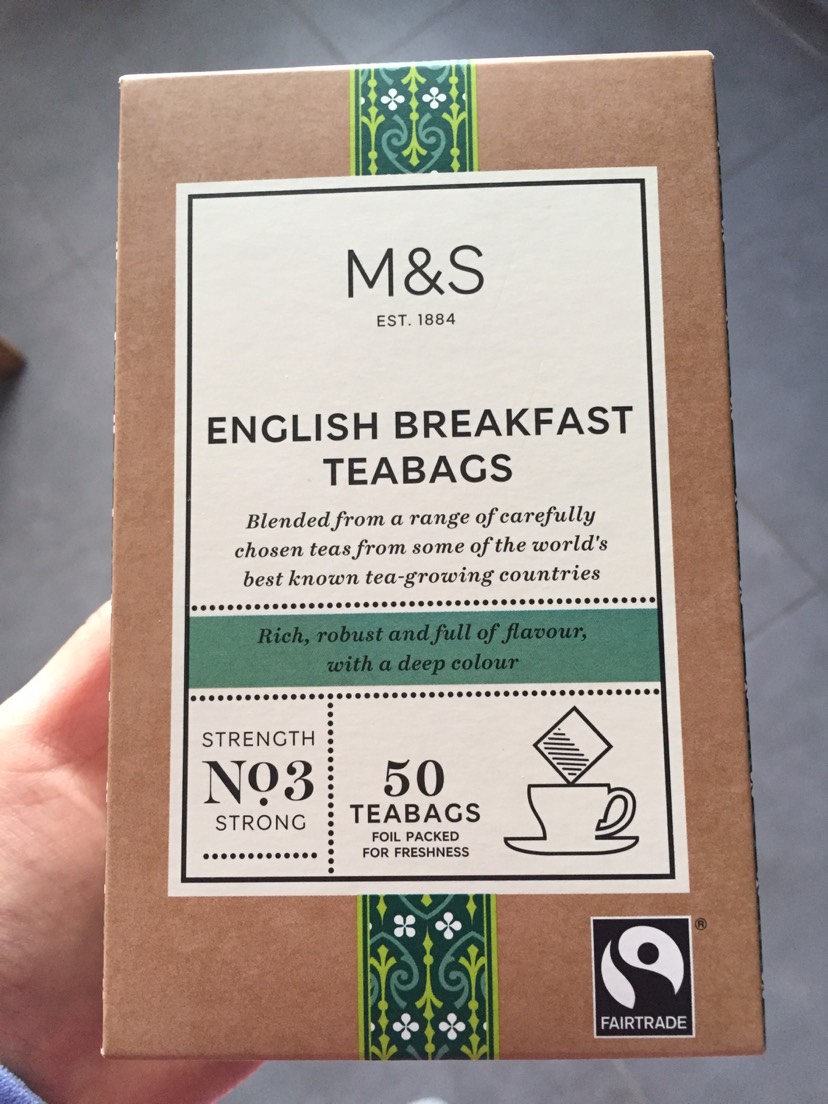 M&S
EST. 1884
ENGLISH BREAKFAST
TEABAGS
Blended from a range of carefully
chosen teas from some of the world's
best known tea-growing countries
Rich, robust and full of flavour,
with a deep colour
STRENGTH
No3
STRONG
50
TEABAGS
FOIL PACKED
FOR FRESHNESS
®
FAIRTRADE